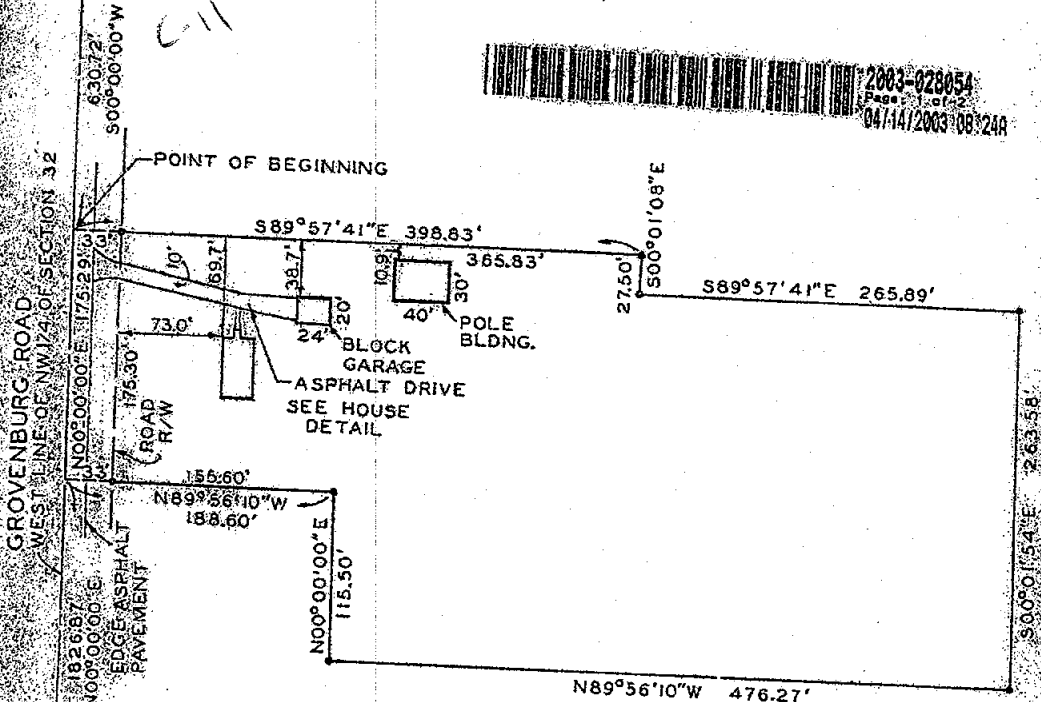 C-11
630.72'
S00°00'00"W
2003-028054
Page: 1 of 2
04/14/2003 08:24A
POINT OF BEGINNING
33'
S89°57'41"E 398.83'
365.83'
S00°01'08"E
27.50'
S89°57'41"E 265.89'
10'
69.7'
38.7'
10.9'
30'
40'
POLE
BLDNG.
20'
24'
BLOCK
GARAGE
73.0'
ASPHALT DRIVE
SEE HOUSE
DETAIL
GROVENBURG ROAD
WEST LINE OF NW1/4 OF SECTION 32
N00°00'00"E 175.29'
175.30'
ROAD
R/W
33'
155.60'
N89°56'10"W
188.60'
N00°00'00"E
115.50'
S00°01'54"E 263.58'
1826.87'
N00°00'00"E
EDGE ASPHALT
PAVEMENT
N89°56'10"W 476.27'